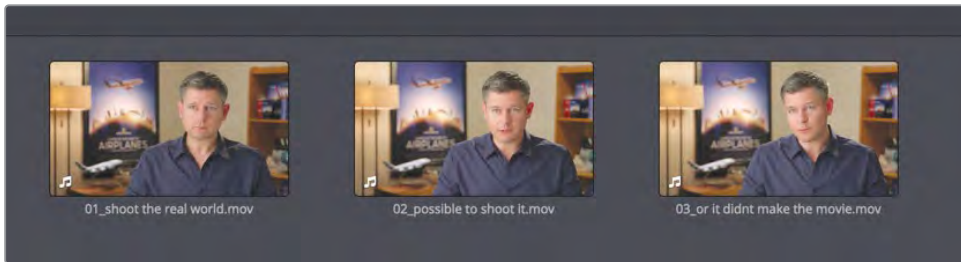 AIRPLANES
01_shoot the real world.mov
AIRPLANES
02_possible to shoot it.mov
AIRPLANES
03_or it didnt make the movie.mov